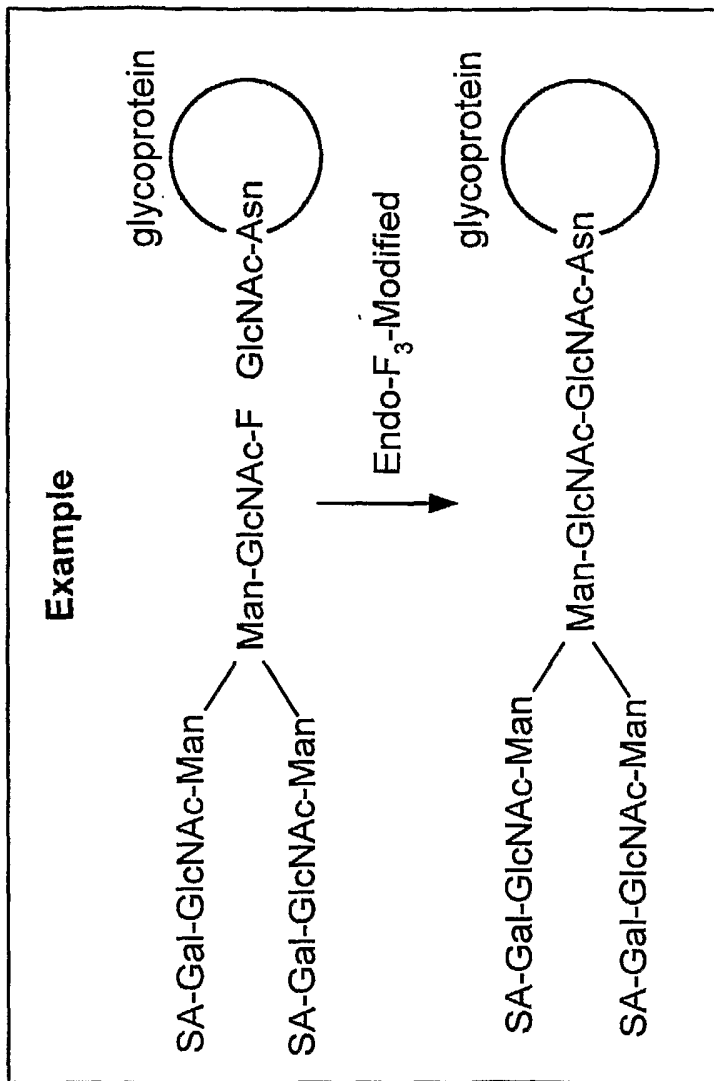 Example
glycoprotein
SA-Gal-GlcNAc-Man
Man-GlcNAc-F GlcNAc-Asn
SA-Gal-GlcNAc-Man
Endo-F₃-Modified
glycoprotein
SA-Gal-GlcNAc-Man
Man-GlcNAc-GlcNAc-Asn
SA-Gal-GlcNAc-Man